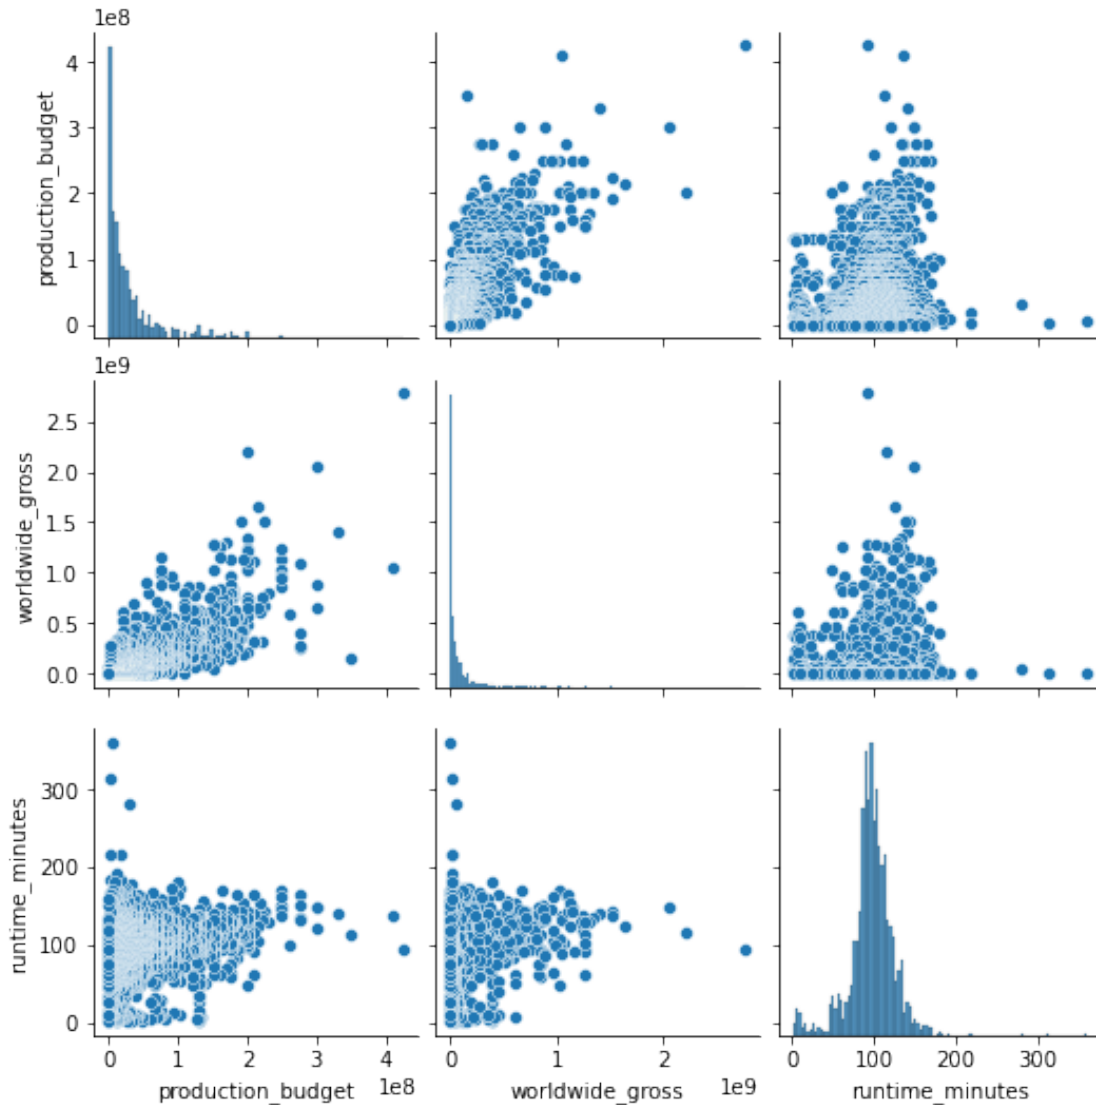 1e8
4
3
2
1
0
production_budget
1e9
2.5
2.0
1.5
1.0
0.5
0.0
worldwide_gross
300
200
100
0
runtime_minutes
0 1 2 3 4 0 1 2 0 100 200 300
1e8 1e9
production_budget worldwide_gross runtime_minutes